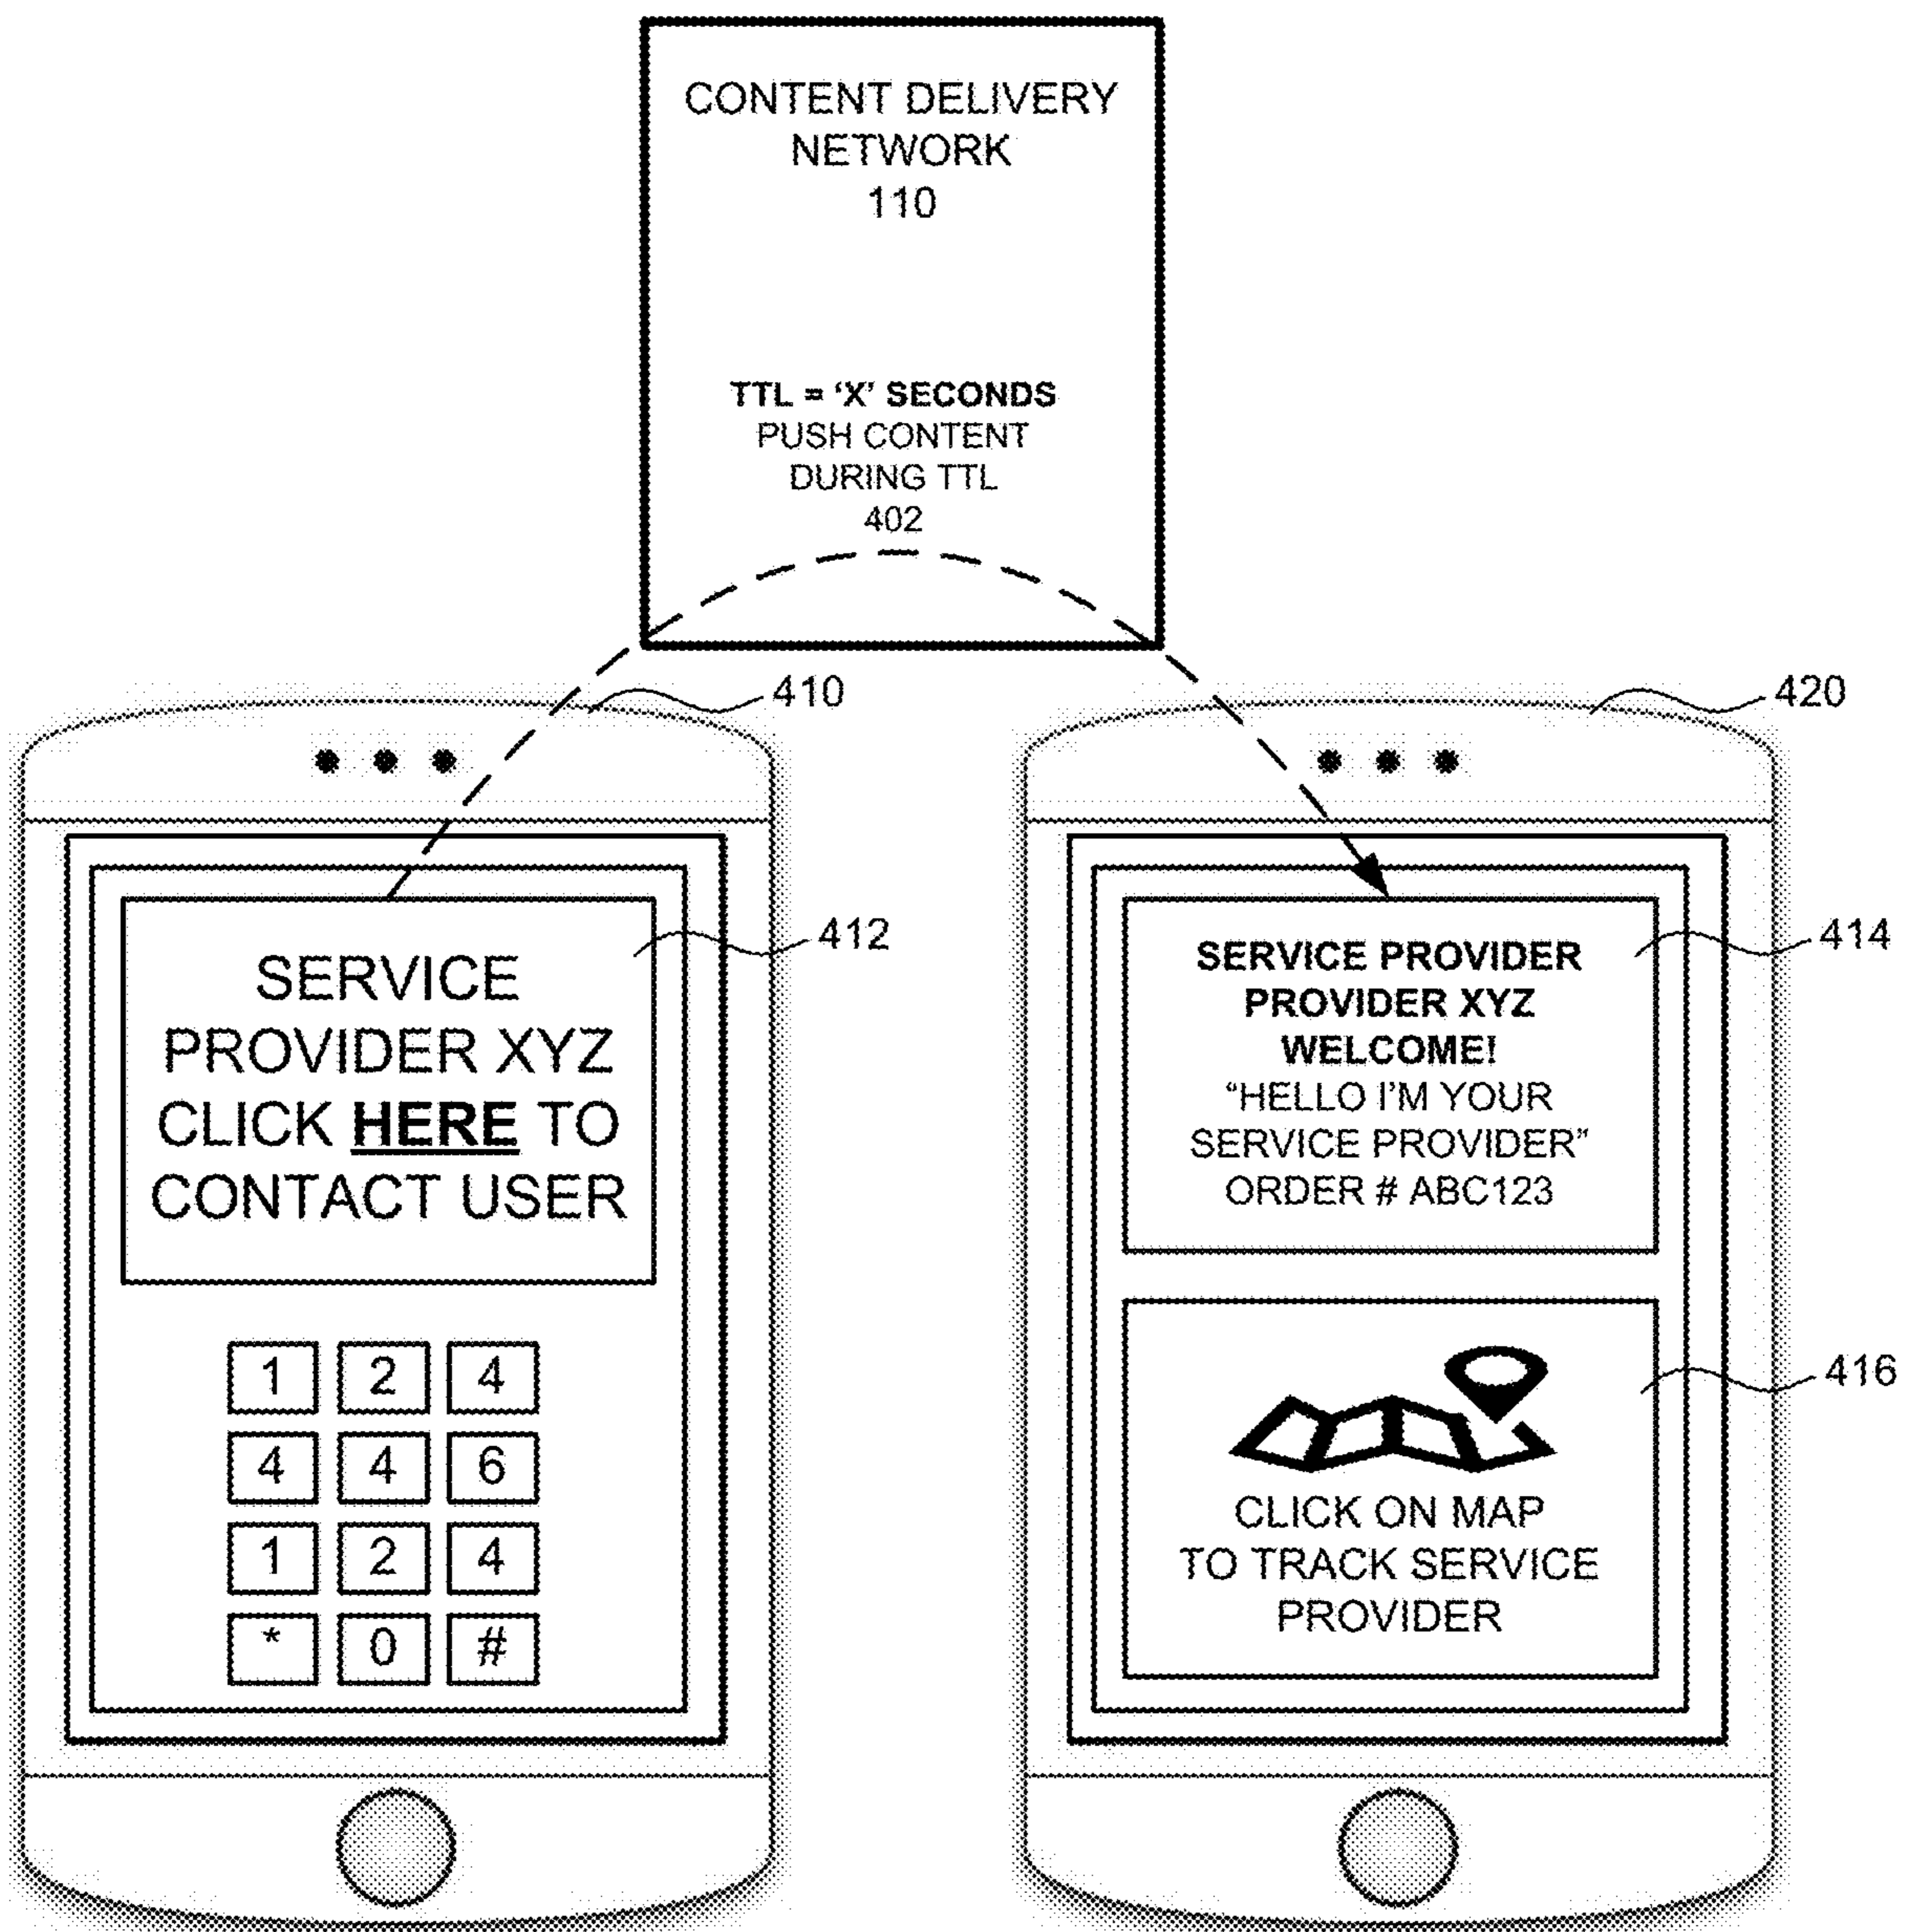 CONTENT DELIVERY
NETWORK
110
TTL = ‘X’ SECONDS
PUSH CONTENT
DURING TTL
402
410
412
SERVICE
PROVIDER XYZ
CLICK HERE TO
CONTACT USER
1 2 4
4 4 6
1 2 4
* 0 #
420
414
SERVICE PROVIDER
PROVIDER XYZ
WELCOME!
“HELLO I’M YOUR
SERVICE PROVIDER”
ORDER # ABC123
416
CLICK ON MAP
TO TRACK SERVICE
PROVIDER